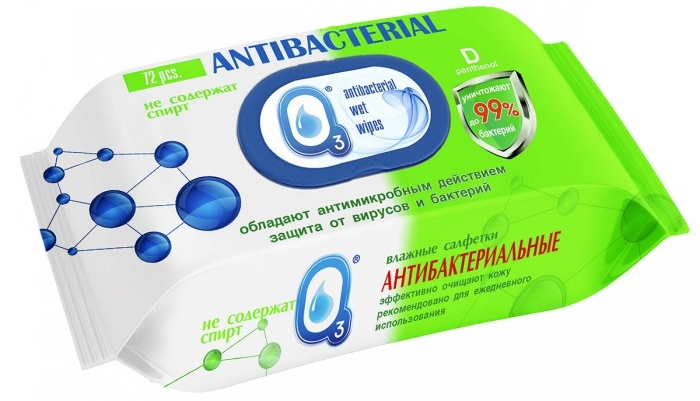 72 pcs.
ANTIBACTERIAL
не содержат
спирт
O3®
antibacterial
wet
wipes
D
panthenol
уничтожают
до 99%
бактерий
обладают антимикробным действием
защита от вирусов и бактерий
влажные салфетки
АНТИБАКТЕРИАЛЬНЫЕ
эффективно очищают кожу
рекомендовано для ежедневного
использования
не содержат
спирт
O3®